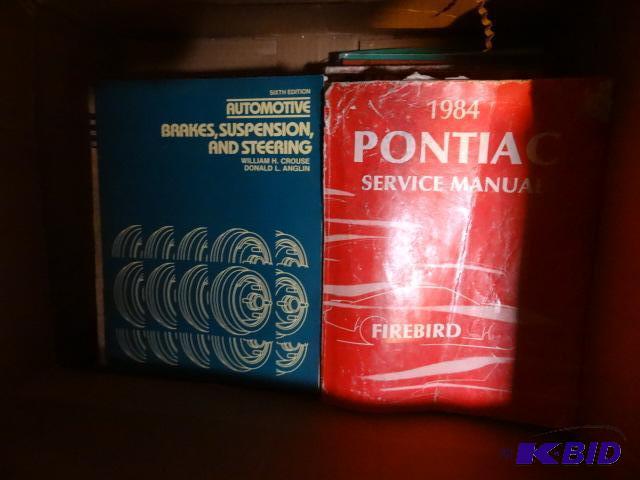 SIXTH EDITION
AUTOMOTIVE
BRAKES, SUSPENSION,
AND STEERING
WILLIAM H. CROUSE
DONALD L. ANGLIN
1984
PONTIAC
SERVICE MANUAL
FIREBIRD
K-BID